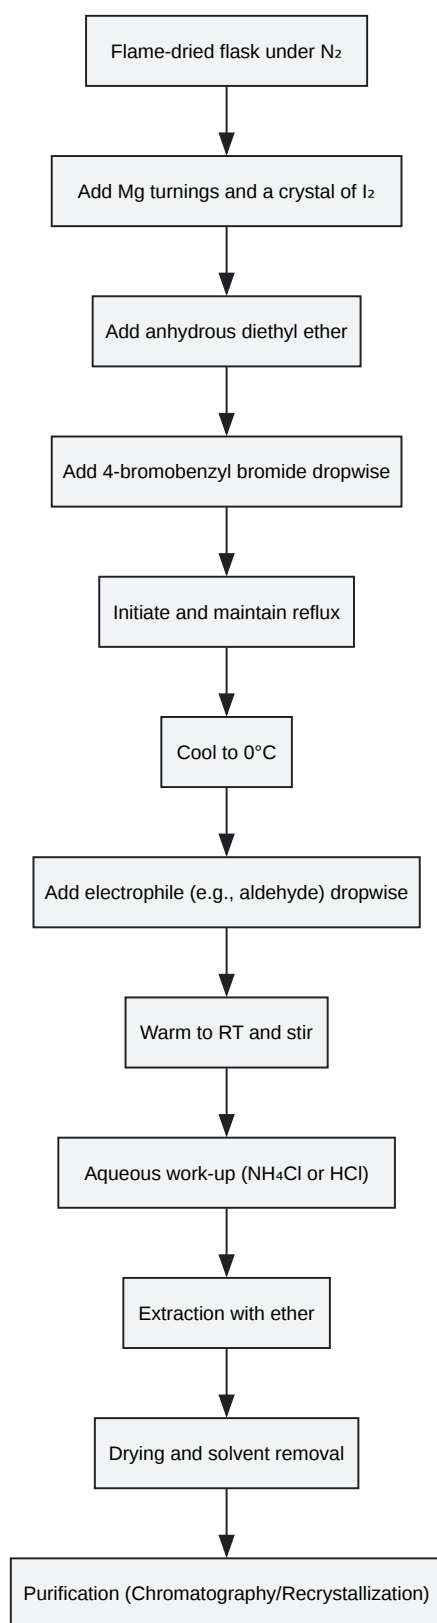 Flame-dried flask under N₂
Add Mg turnings and a crystal of I₂
Add anhydrous diethyl ether
Add 4-bromobenzyl bromide dropwise
Initiate and maintain reflux
Cool to 0°C
Add electrophile (e.g., aldehyde) dropwise
Warm to RT and stir
Aqueous work-up (NH₄Cl or HCl)
Extraction with ether
Drying and solvent removal
Purification (Chromatography/Recrystallization)